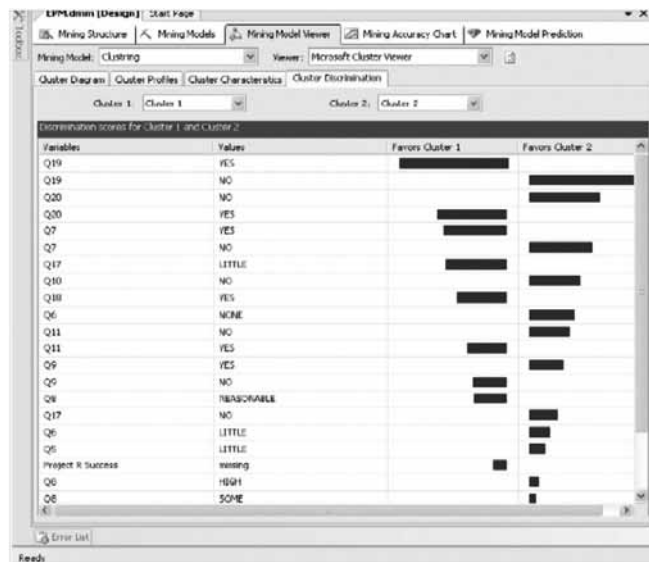 EPM.dmm [Design] Start Page
Toolbox
Mining Structure Mining Models Mining Model Viewer Mining Accuracy Chart Mining Model Prediction
Mining Model: Clustring Viewer: Microsoft Cluster Viewer
Cluster Diagram Cluster Profiles Cluster Characteristics Cluster Discrimination
Cluster 1: Cluster 1 Cluster 2: Cluster 2
Discrimination scores for Cluster 1 and Cluster 2
Variables Values Favors Cluster 1 Favors Cluster 2
Q19 YES
Q19 NO
Q20 NO
Q20 YES
Q7 YES
Q7 NO
Q17 LITTLE
Q10 NO
YES
Q6 NONE
Q11 NO
Q11 YES
Q9 YES
Q9 NO
Q8 REASONABLE
Q17 NO
Q6 LITTLE
Q5 LITTLE
Project R Success missing
HIGH
Q8 SOME
Error List
Ready